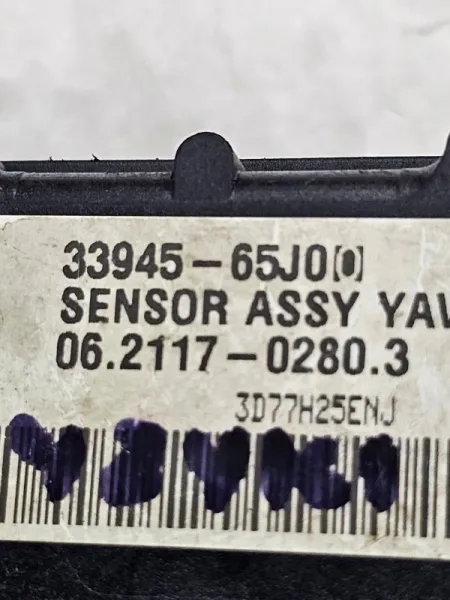 33945-65J0[0]
SENSOR ASSY YAW
06.2117-0280.3
3D77H25ENJ